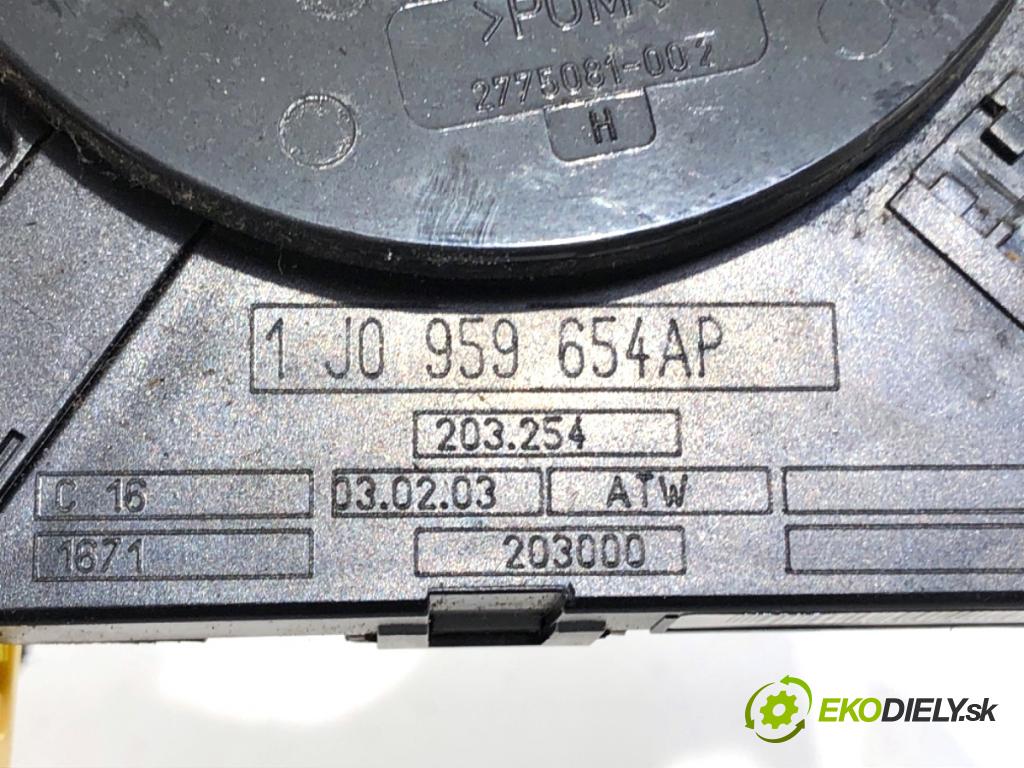 >POM<
2775081-002
H
1 J0 959 654AP
203.254
C 16 03.02.03 ATW
1671 203000
EKODIELY.sk